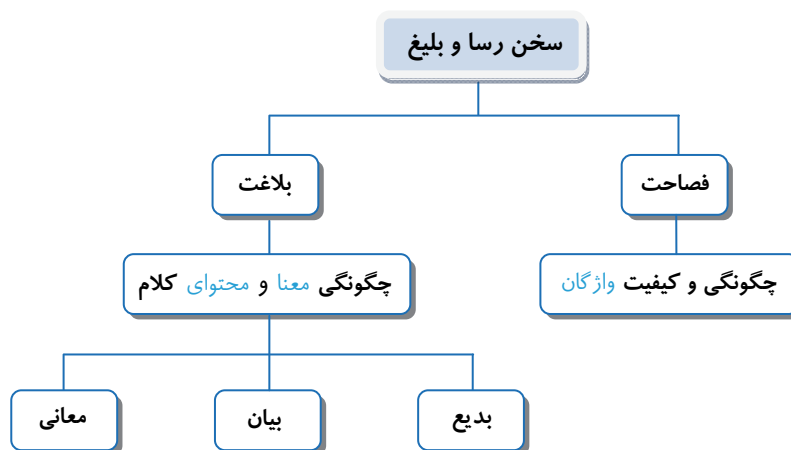 سخن رسا و بلیغ
فصاحت
بلاغت
چگونگی و کیفیت واژگان
چگونگی معنا و محتوای کلام
بدیع
بیان
معانی